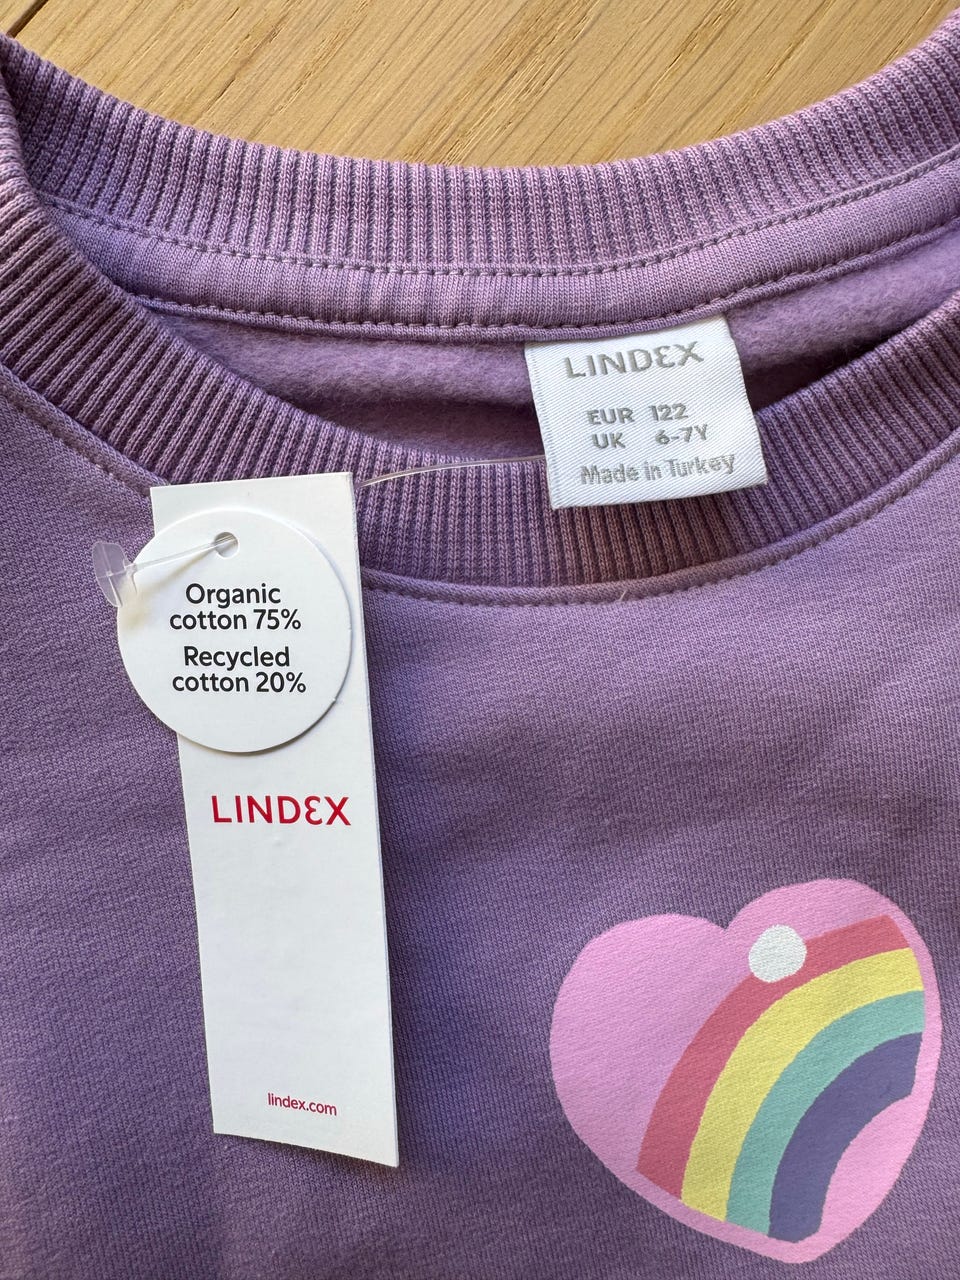 LINDEX
EUR 122
UK 6-7Y
Made in Turkey
Organic
cotton 75%
Recycled
cotton 20%
LINDEX
lindex.com